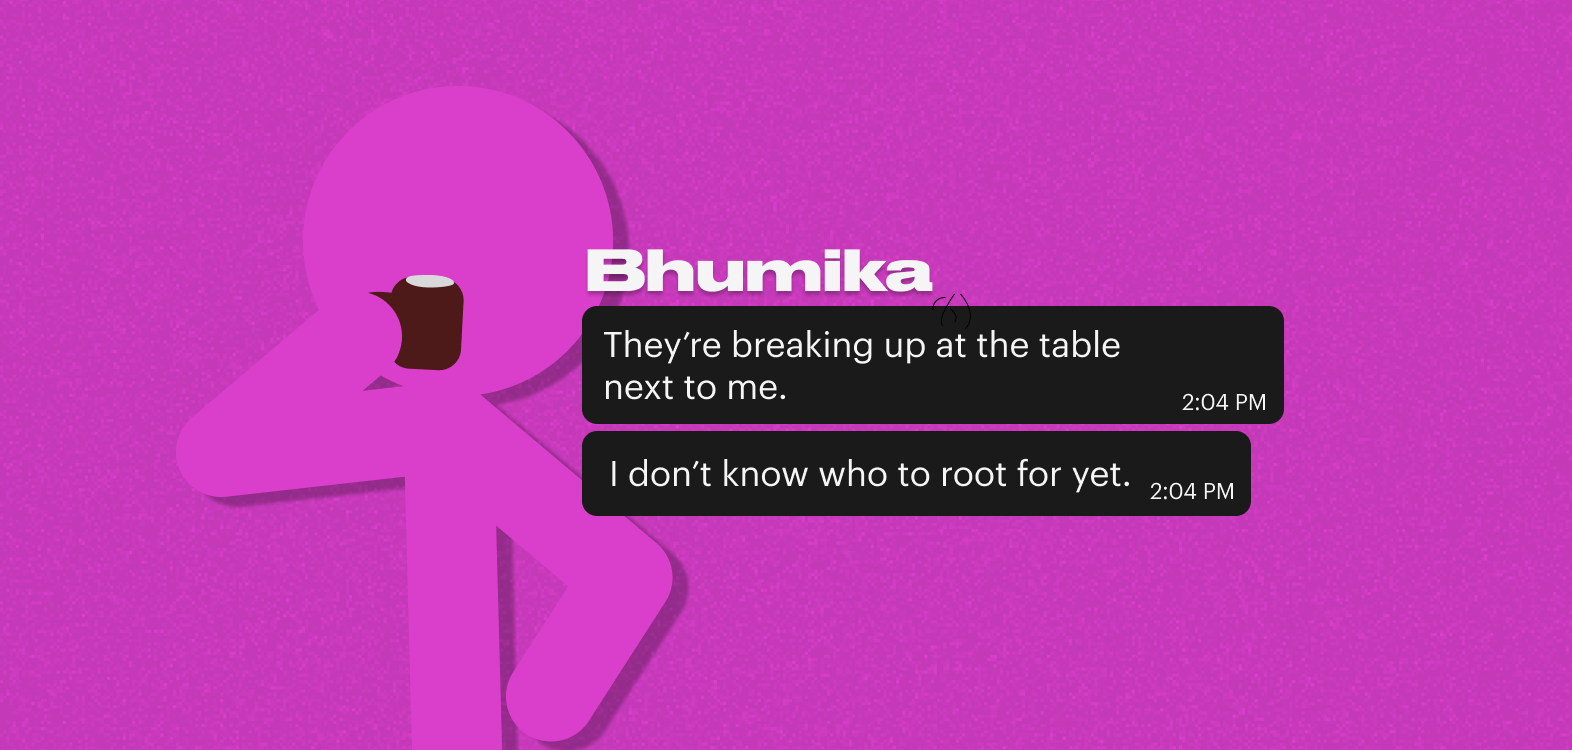 Bhumika
They’re breaking up at the table
next to me.
2:04 PM
I don’t know who to root for yet.
2:04 PM